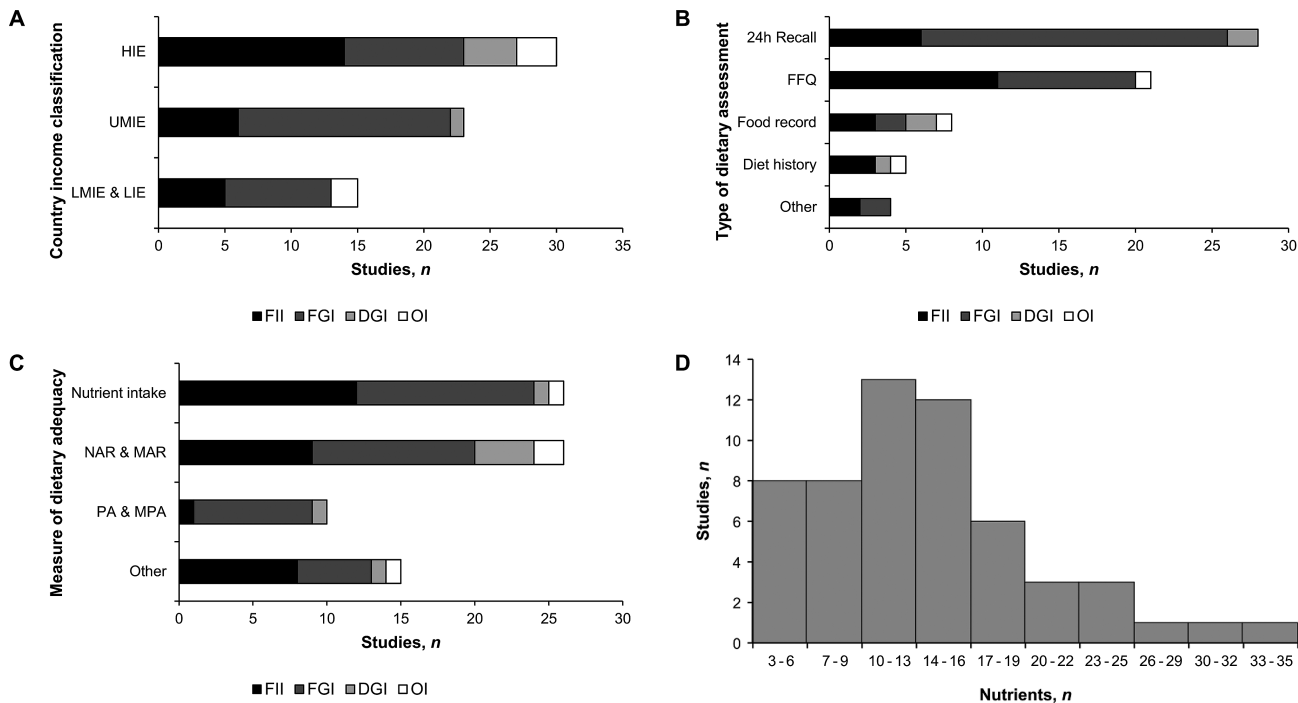 A
Country income classification
HIE
UMIE
LMIE & LIE
0 5 10 15 20 25 30 35
Studies, n
FII FGI DGI OI
B
Type of dietary assessment
24h Recall
FFQ
Food record
Diet history
Other
0 5 10 15 20 25 30
Studies, n
FII FGI DGI OI
C
Measure of dietary adequacy
Nutrient intake
NAR & MAR
PA & MPA
Other
0 5 10 15 20 25 30
Studies, n
FII FGI DGI OI
D
Studies, n
14
12
10
8
6
4
2
0
3 - 6 7 - 9 10 - 13 14 - 16 17 - 19 20 - 22 23 - 25 26 - 29 30 - 32 33 - 35
Nutrients, n